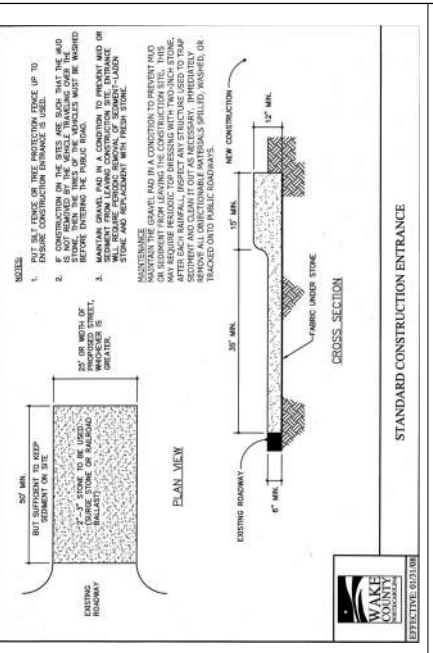 NOTES:
1. PUT SILT FENCE OR TREE PROTECTION FENCE UP TO
ENSURE CONSTRUCTION ENTRANCE IS USED.
2. IF CONSTRUCTION ON THE SITES ARE SUCH THAT THE MUD
IS NOT REMOVED BY THE VEHICLE TRAVELING OVER THE
STONE, THEN THE TIRES OF THE VEHICLES MUST BE WASHED
BEFORE ENTERING THE PUBLIC ROAD.
3. MAINTAIN GRAVEL PAD IN A CONDITION TO PREVENT MUD OR
SEDIMENT FROM LEAVING CONSTRUCTION SITE. ENTRANCE
WILL REQUIRE PERIODIC REMOVAL OF SEDIMENT-LADEN
STONE AND REPLACEMENT WITH FRESH STONE.
MAINTENANCE
MAINTAIN THE GRAVEL PAD IN A CONDITION TO PREVENT MUD
OR SEDIMENT FROM LEAVING THE CONSTRUCTION SITE. THIS
MAY REQUIRE PERIODIC TOP DRESSING WITH TWO-INCH STONE.
AFTER EACH RAINFALL, INSPECT ANY STRUCTURE USED TO TRAP
SEDIMENT AND CLEAN IT OUT AS NECESSARY. IMMEDIATELY
REMOVE ALL OBJECTIONABLE MATERIALS SPILLED, WASHED, OR
TRACKED ONTO PUBLIC ROADWAYS.
50' MIN.
BUT SUFFICIENT TO KEEP
SEDIMENT ON SITE
2"-3" STONE TO BE USED
(SURGE STONE OR RAILROAD
BALLAST)
25' OR WIDTH OF
PROPOSED STREET,
WHICHEVER IS
GREATER.
EXISTING
ROADWAY
PLAN VIEW
NEW CONSTRUCTION
12" MIN.
15' MIN.
35' MIN.
EXISTING ROADWAY
6" MIN.
FABRIC UNDER STONE
CROSS SECTION
STANDARD CONSTRUCTION ENTRANCE
WAKE
COUNTY
NORTH CAROLINA
EFFECTIVE: 01/31/08